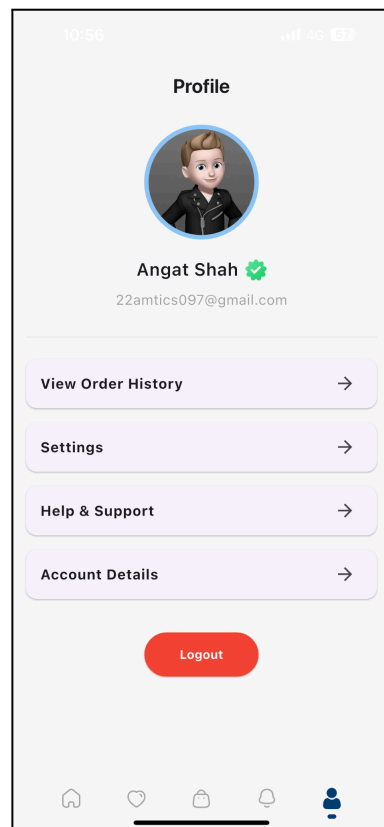 10:56 4G
Profile
Angat Shah
22amtics097@gmail.com
View Order History
Settings
Help & Support
Account Details
Logout